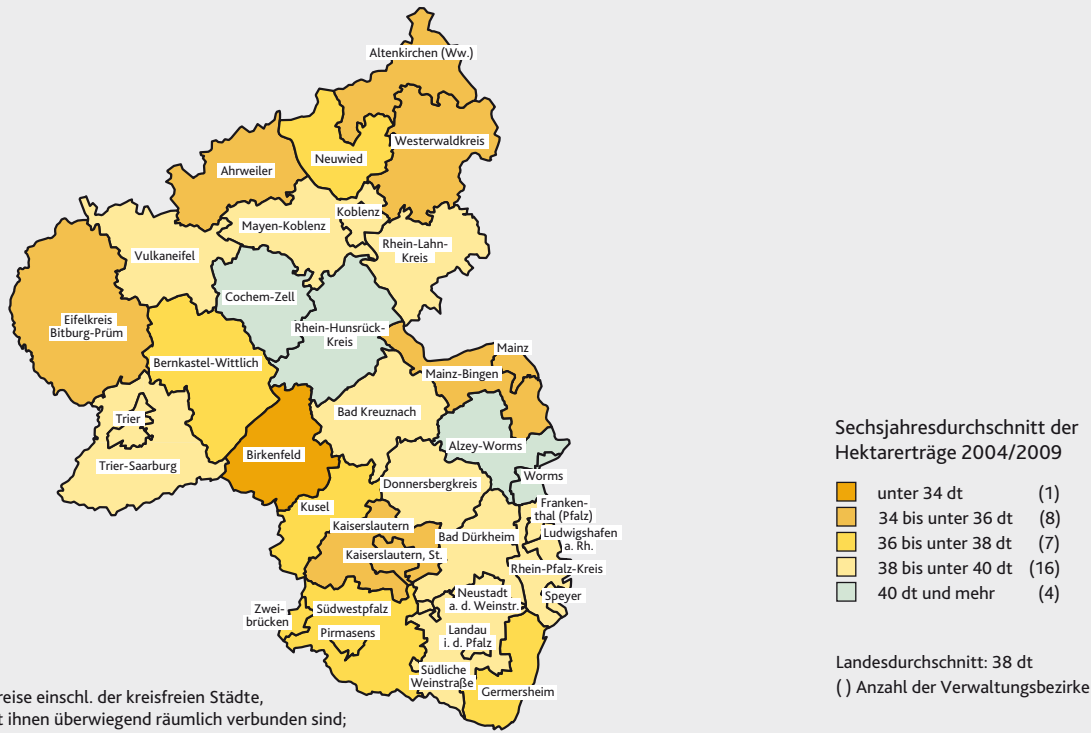 Altenkirchen (Ww.)
Westerwaldkreis
Neuwied
Ahrweiler
Koblenz
Mayen-Koblenz
Rhein-Lahn-
Kreis
Vulkaneifel
Cochem-Zell
Eifelkreis
Bitburg-Prüm
Rhein-Hunsrück-
Kreis
Mainz
Bernkastel-Wittlich
Mainz-Bingen
Bad Kreuznach
Trier
Alzey-Worms
Birkenfeld
Trier-Saarburg
Worms
Donnersbergkreis
Kusel
Franken-
thal (Pfalz)
Kaiserslautern
Bad Dürkheim
Ludwigshafen
a. Rh.
Kaiserslautern, St.
Rhein-Pfalz-Kreis
Neustadt
a. d. Weinstr.
Speyer
Zwei-
brücken
Südwestpfalz
Pirmasens
Landau
i. d. Pfalz
Südliche
Weinstraße
Germersheim
Sechsjahresdurchschnitt der
Hektarerträge 2004/2009
unter 34 dt (1)
34 bis unter 36 dt (8)
36 bis unter 38 dt (7)
38 bis unter 40 dt (16)
40 dt und mehr (4)
Landesdurchschnitt: 38 dt
( ) Anzahl der Verwaltungsbezirke
reise einschl. der kreisfreien Städte,
t ihnen überwiegend räumlich verbunden sind;